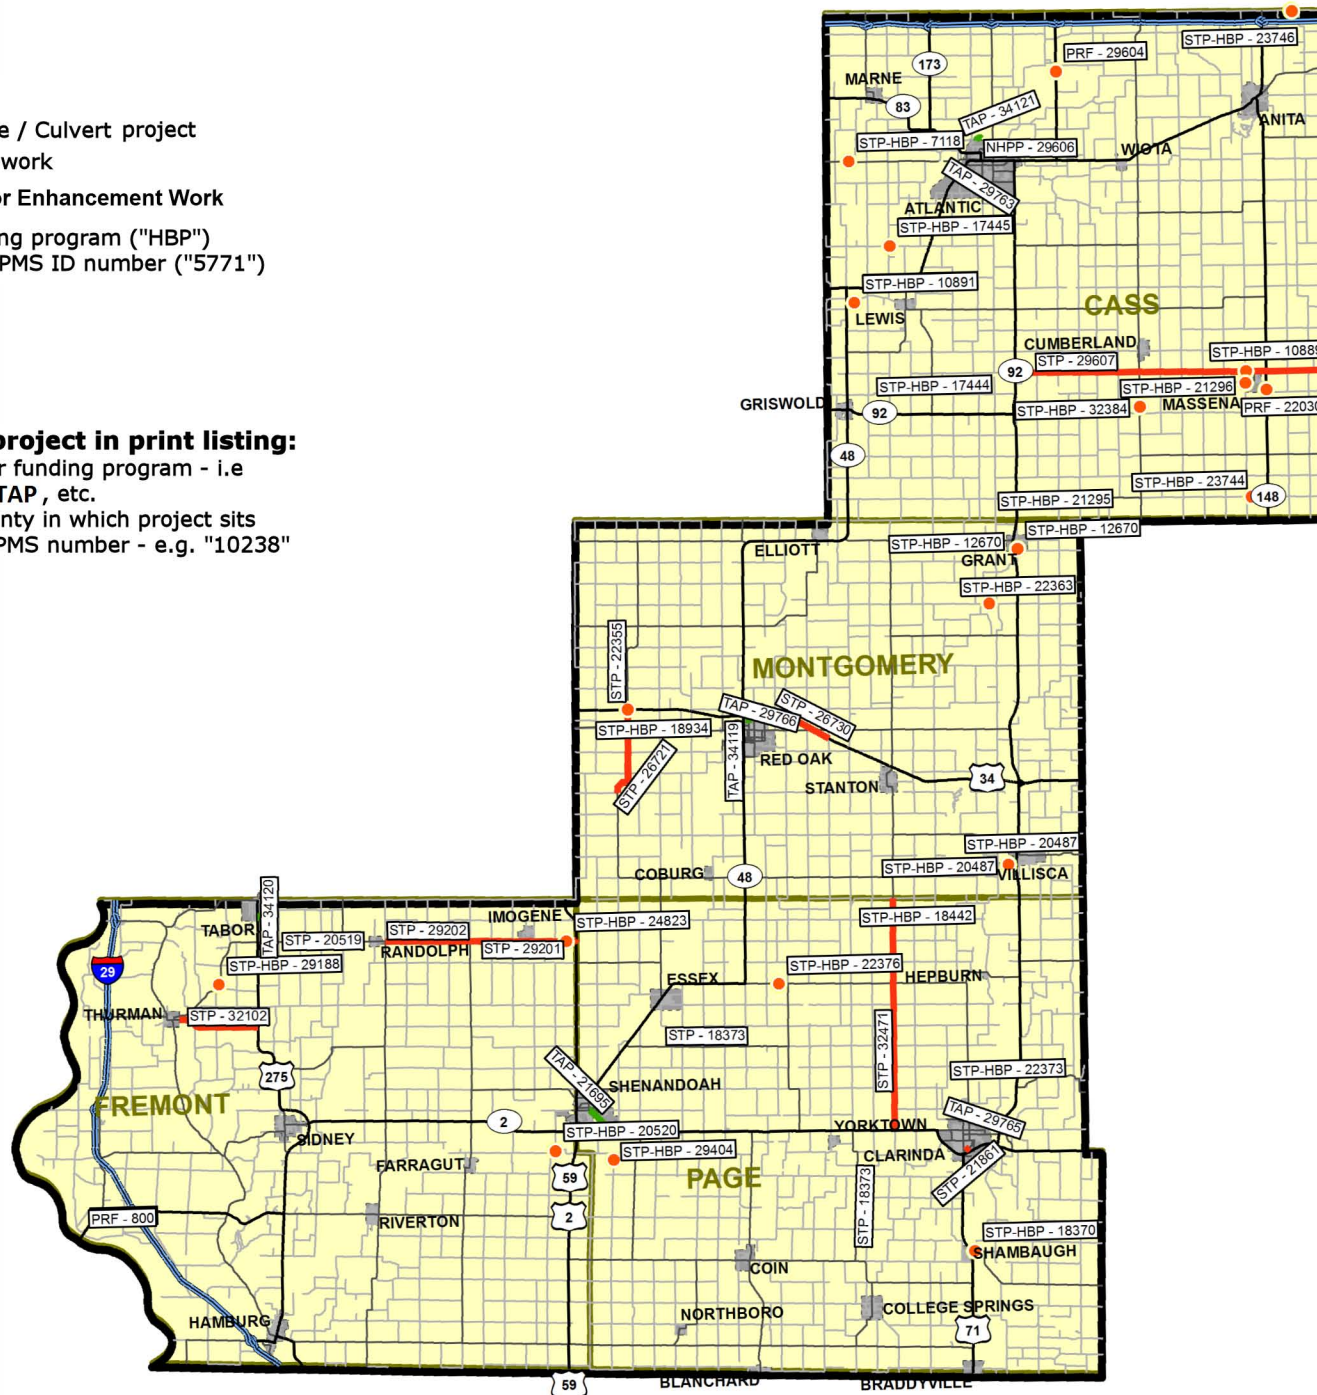 e / Culvert project
work
or Enhancement Work
ng program ("HBP")
PMS ID number ("5771")
project in print listing:
r funding program - i.e
TAP , etc.
nty in which project sits
PMS number - e.g. "10238"
STP-HBP - 23746
PRF - 29604
173
MARNE
83
TAP - 34121
ANITA
STP-HBP - 7118
NHPP - 29606
WIOTA
TAP - 29763
ATLANTIC
STP-HBP - 17445
STP-HBP - 10891
LEWIS
CASS
CUMBERLAND
STP - 29607
STP-HBP - 1088
92
STP-HBP - 17444
STP-HBP - 21296
GRISWOLD
92
STP-HBP - 32384
MASSENA
PRF - 22030
48
STP-HBP - 23744
148
STP-HBP - 21295
STP-HBP - 12670
ELLIOTT
STP-HBP - 12670
GRANT
STP-HBP - 22363
STP - 22355
MONTGOMERY
TAP - 29766
STP - 26730
STP-HBP - 18934
TAP - 34119
RED OAK
STP - 26721
STANTON
34
STP-HBP - 20487
STP-HBP - 20487
VILLISCA
COBURG
48
TAP - 34120
TABOR
IMOGENE
STP-HBP - 24823
STP-HBP - 18442
STP - 29202
STP - 20519
RANDOLPH
STP - 29201
STP-HBP - 29188
29
STP-HBP - 22376
HEPBURN
ESSEX
THURMAN
STP - 32102
STP - 18373
STP - 32471
275
TAP - 21695
SHENANDOAH
STP-HBP - 22373
FREMONT
2
SIDNEY
STP-HBP - 20520
YORKTOWN
TAP - 29765
STP-HBP - 29404
CLARINDA
FARRAGUT
59
PAGE
STP - 21861
STP - 18373
PRF - 800
RIVERTON
2
STP-HBP - 18370
SHAMBAUGH
COIN
HAMBURG
NORTHBORO
COLLEGE SPRINGS
71
59
BLANCHARD
BRADDYVILLE